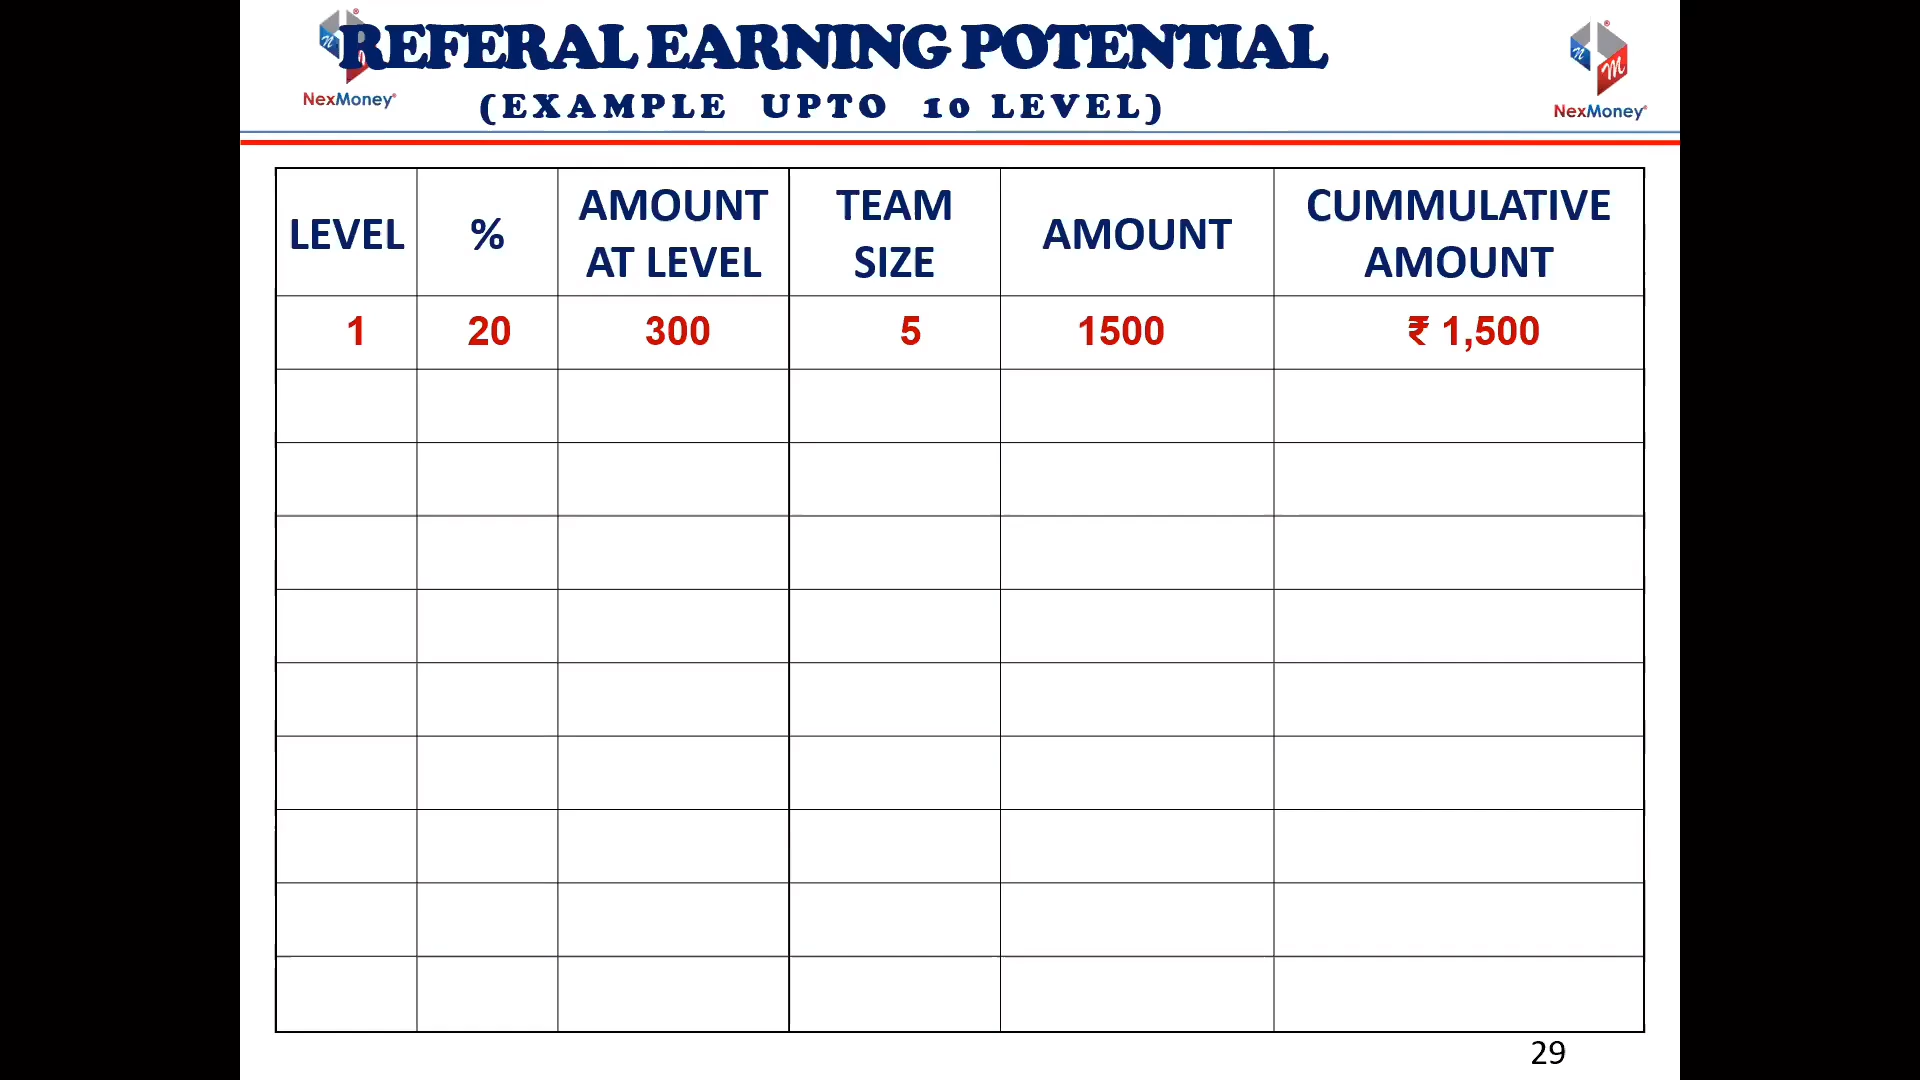 REFERAL EARNING POTENTIAL
(EXAMPLE UPTO 10 LEVEL)
NexMoney®
NexMoney®
LEVEL % AMOUNT AT LEVEL TEAM SIZE AMOUNT CUMMULATIVE AMOUNT
1 20 300 5 1500 ₹ 1,500
29